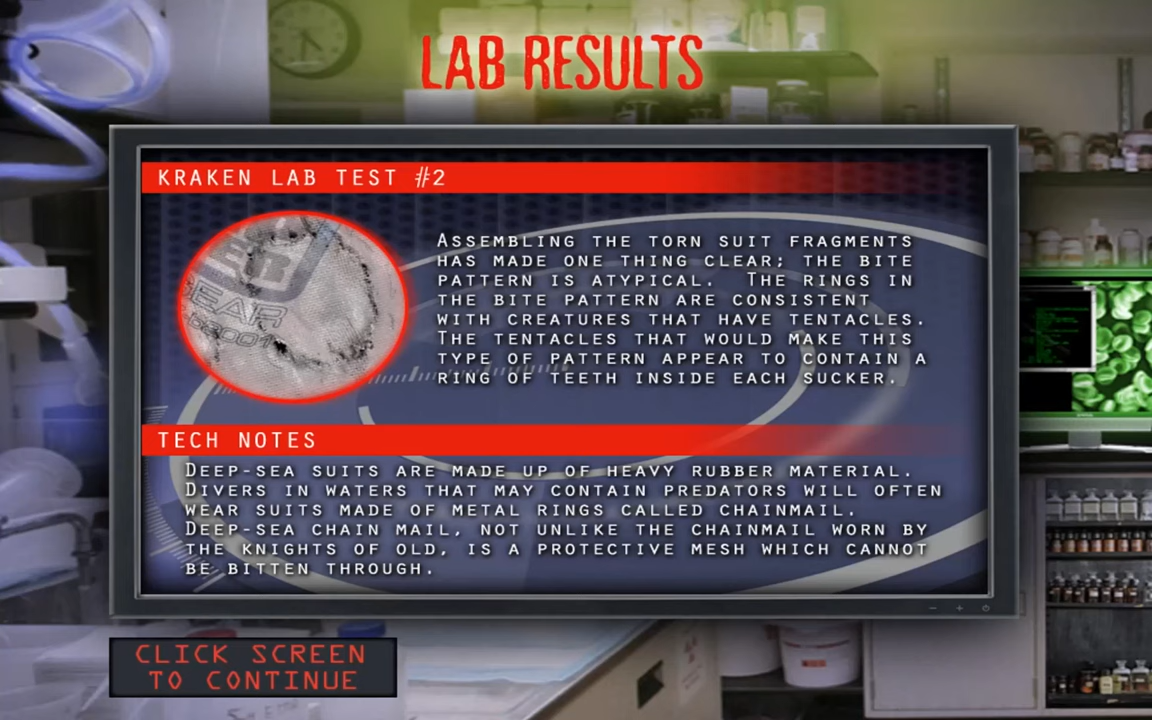 LAB RESULTS
KRAKEN LAB TEST #2
ASSEMBLING THE TORN SUIT FRAGMENTS
HAS MADE ONE THING CLEAR; THE BITE
PATTERN IS ATYPICAL. THE RINGS IN
THE BITE PATTERN ARE CONSISTENT
WITH CREATURES THAT HAVE TENTACLES.
THE TENTACLES THAT WOULD MAKE THIS
TYPE OF PATTERN APPEAR TO CONTAIN A
RING OF TEETH INSIDE EACH SUCKER.
EAR
TECH NOTES
DEEP-SEA SUITS ARE MADE UP OF HEAVY RUBBER MATERIAL.
DIVERS IN WATERS THAT MAY CONTAIN PREDATORS WILL OFTEN
WEAR SUITS MADE OF METAL RINGS CALLED CHAINMAIL.
DEEP-SEA CHAIN MAIL, NOT UNLIKE THE CHAINMAIL WORN BY
THE KNIGHTS OF OLD, IS A PROTECTIVE MESH WHICH CANNOT
BE BITTEN THROUGH.
CLICK SCREEN
TO CONTINUE